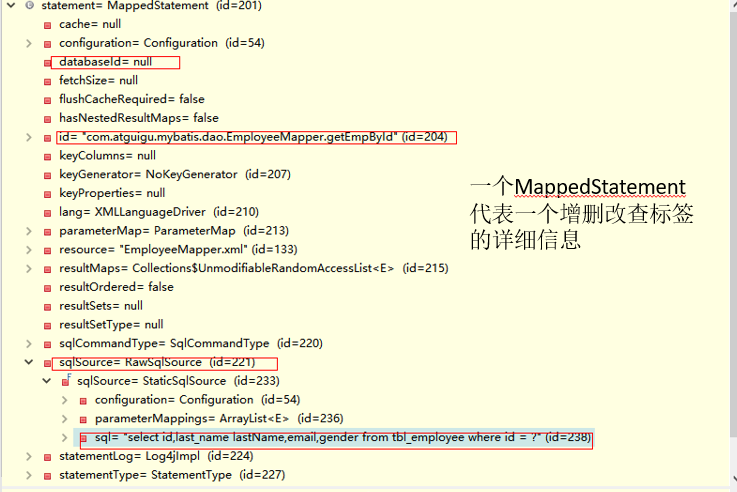 statement= MappedStatement (id=201)
cache= null
configuration= Configuration (id=54)
databaseId= null
fetchSize= null
flushCacheRequired= false
hasNestedResultMaps= false
id= "com.atguigu.mybatis.dao.EmployeeMapper.getEmpById" (id=204)
keyColumns= null
keyGenerator= NoKeyGenerator (id=207)
keyProperties= null
lang= XMLLanguageDriver (id=210)
parameterMap= ParameterMap (id=213)
resource= "EmployeeMapper.xml" (id=133)
resultMaps= Collections$UnmodifiableRandomAccessList<E> (id=215)
resultOrdered= false
resultSets= null
resultSetType= null
sqlCommandType= SqlCommandType (id=220)
sqlSource= RawSqlSource (id=221)
sqlSource= StaticSqlSource (id=233)
configuration= Configuration (id=54)
parameterMappings= ArrayList<E> (id=236)
sql= "select id,last_name lastName,email,gender from tbl_employee where id = ?" (id=238)
statementLog= Log4jImpl (id=224)
statementType= StatementType (id=227)
一个MappedStatement
代表一个增删改查标签
的详细信息